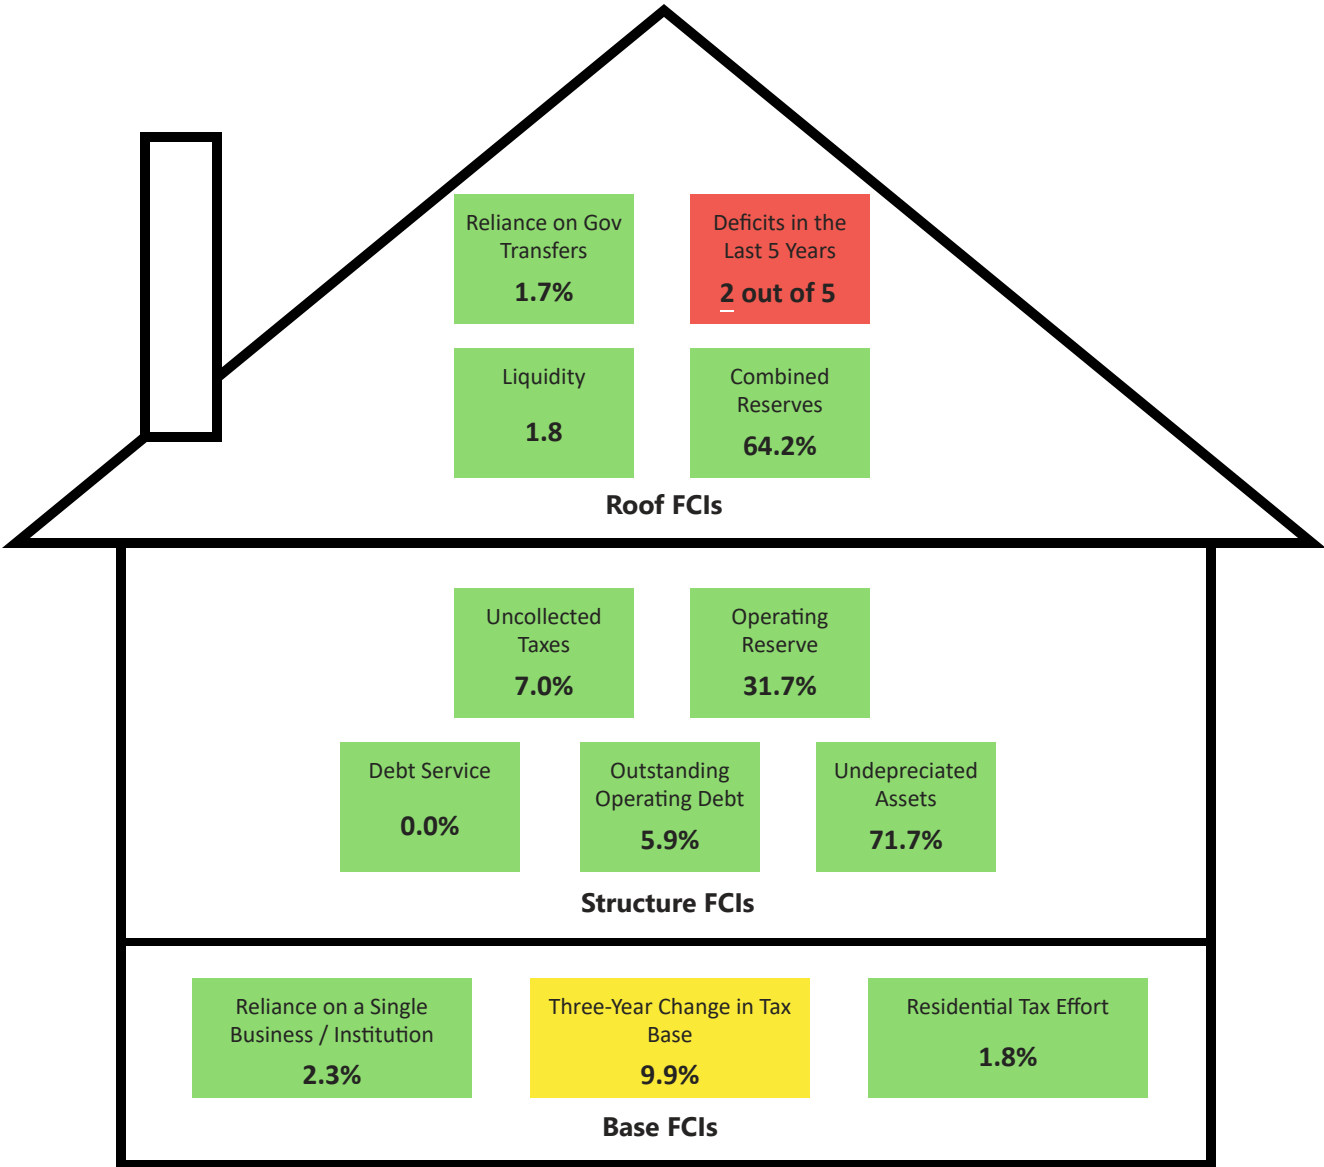 Reliance on Gov
Transfers
1.7%
Deficits in the
Last 5 Years
2 out of 5
Liquidity
1.8
Combined
Reserves
64.2%
Roof FCIs
Uncollected
Taxes
7.0%
Operating
Reserve
31.7%
Debt Service
0.0%
Outstanding
Operating Debt
5.9%
Undepreciated
Assets
71.7%
Structure FCIs
Reliance on a Single
Business / Institution
2.3%
Three-Year Change in Tax
Base
9.9%
Residential Tax Effort
1.8%
Base FCIs